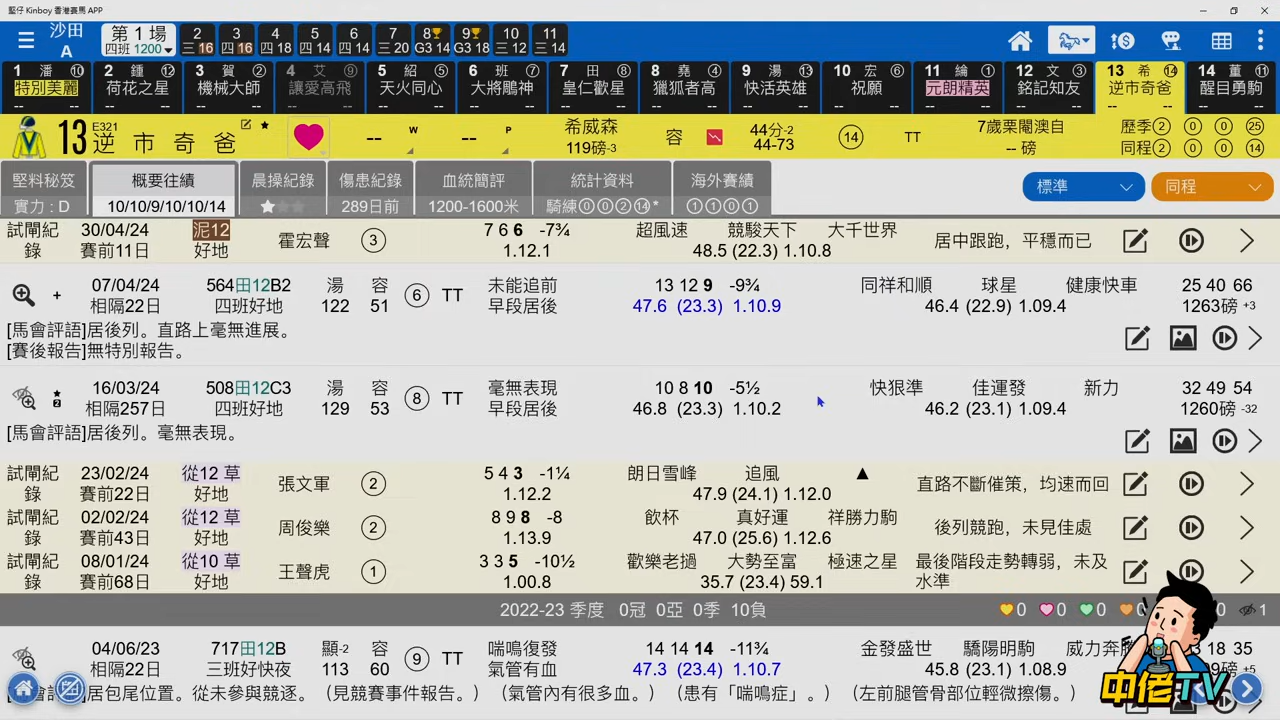 藍仔 Kinboy 香港賽馬 APP
沙田 A
第 1 場 四班 1200
2 三 16
3 四 16
4 四 18
5 四 14
6 四 14
7 三 20
8 G3 14
9 G3 18
10 三 12
11 三 14
1 潘 ⑩ 特別美麗 --
2 鍾 ⑫ 荷花之星 --
3 賀 ② 機械大師 --
4 艾 ⑨ 讓愛高飛 --
5 紹 ⑤ 天火同心 --
6 班 ⑦ 大將鵰神 --
7 田 ⑧ 皇仁歡星 --
8 堯 ④ 獵狐者高 --
9 湯 ⑬ 快活英雄 --
10 宏 ⑥ 祝願 --
11 綸 ① 元朗精英 --
12 文 ③ 銘記知友 --
13 希 ⑭ 逆市奇爸 --
14 董 ⑪ 醒目勇駒 --
13 E321 逆市奇爸 -- W -- P 希威森 119磅-3 容 44分-2 44-73 ⑭ TT 7歲栗閹澳自 -- 磅
歷季② ⓪ ⓪ ㉕
同程② ⓪ ⓪ ⑭
堅料秘笈 概要往績 晨操紀錄 傷患紀錄 血統簡評 統計資料 海外賽績 標準 同程
實力 : D 10/10/9/10/10/14 ★★★ 289日前 1200-1600米 騎練⓪⓪②⑭* ①①⓪①
試閘紀錄 30/04/24 賽前11日 泥12 好地 霍宏聲 ③ 7 6 6 -7¾ 1.12.1 超風速 競駿天下 大千世界 48.5 (22.3) 1.10.8 居中跟跑，平穩而已
07/04/24 564田12B2 湯 容 ⑥ TT 未能追前 13 12 9 -9¾ 同祥和順 球星 健康快車 25 40 66
+ 相隔22日 四班好地 122 51 早段居後 47.6 (23.3) 1.10.9 46.4 (22.9) 1.09.4 1263磅 +3
[馬會評語]居後列。直路上毫無進展。
[賽後報告]無特別報告。
16/03/24 508田12C3 湯 容 ⑧ TT 毫無表現 10 8 10 -5½ 快狠準 佳運發 新力 32 49 54
★ 2 相隔257日 四班好地 129 53 早段居後 46.8 (23.3) 1.10.2 46.2 (23.1) 1.09.4 1260磅 -32
[馬會評語]居後列。毫無表現。
試閘紀錄 23/02/24 賽前22日 從12 草 好地 張文軍 ② 5 4 3 -1¼ 1.12.2 朗日雪峰 追風 ▲ 47.9 (24.1) 1.12.0 直路不斷催策，均速而回
試閘紀錄 02/02/24 賽前43日 從12 草 好地 周俊樂 ② 8 9 8 -8 1.13.9 飲杯 真好運 祥勝力駒 47.0 (25.6) 1.12.6 後列競跑，未見佳處
試閘紀錄 08/01/24 賽前68日 從10 草 好地 王聲虎 ① 3 3 5 -10½ 1.00.8 歡樂老撾 大勢至富 極速之星 35.7 (23.4) 59.1 最後階段走勢轉弱，未及水準
2022-23 季度 0冠 0亞 0季 10負 0 0 0 0 1
04/06/23 717田12B 顯-2 容 ⑨ TT 喘鳴復發 14 14 14 -11¾ 金發盛世 驕陽明駒 18 35
相隔22日 三班好快夜 113 60 氣管有血 47.3 (23.4) 1.10.7 45.8 (23.1) 1.08.9 +5
居包尾位置。從未參與競逐。（見競賽事件報告。）（氣管內有很多血。）（患有「喘鳴症」。）（左前腿管骨部位輕微擦傷。）
中佬TV